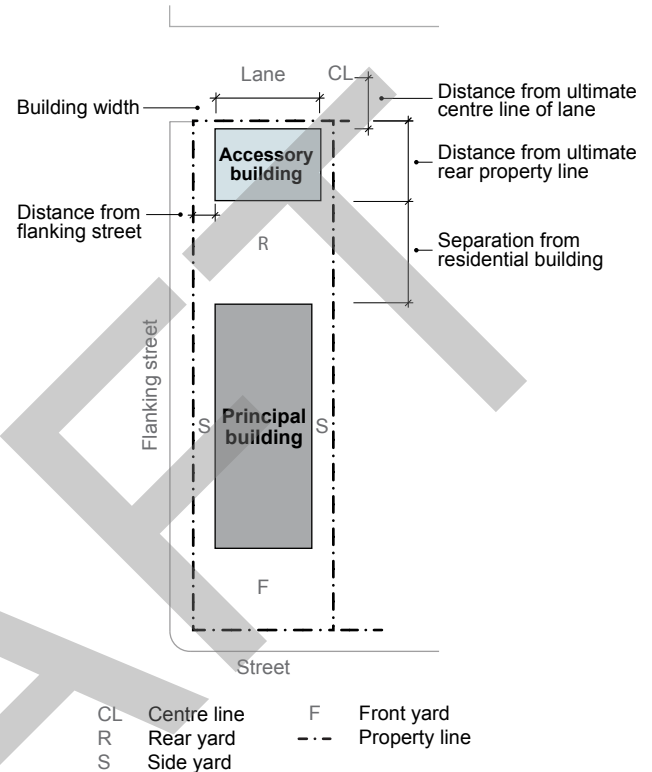 Lane
CL
Building width
Distance from ultimate
centre line of lane
Accessory
building
Distance from ultimate
rear property line
Distance from
flanking street
R
Separation from
residential building
Flanking street
S
Principal
building
S
F
Street
CL Centre line
R Rear yard
S Side yard
F Front yard
Property line